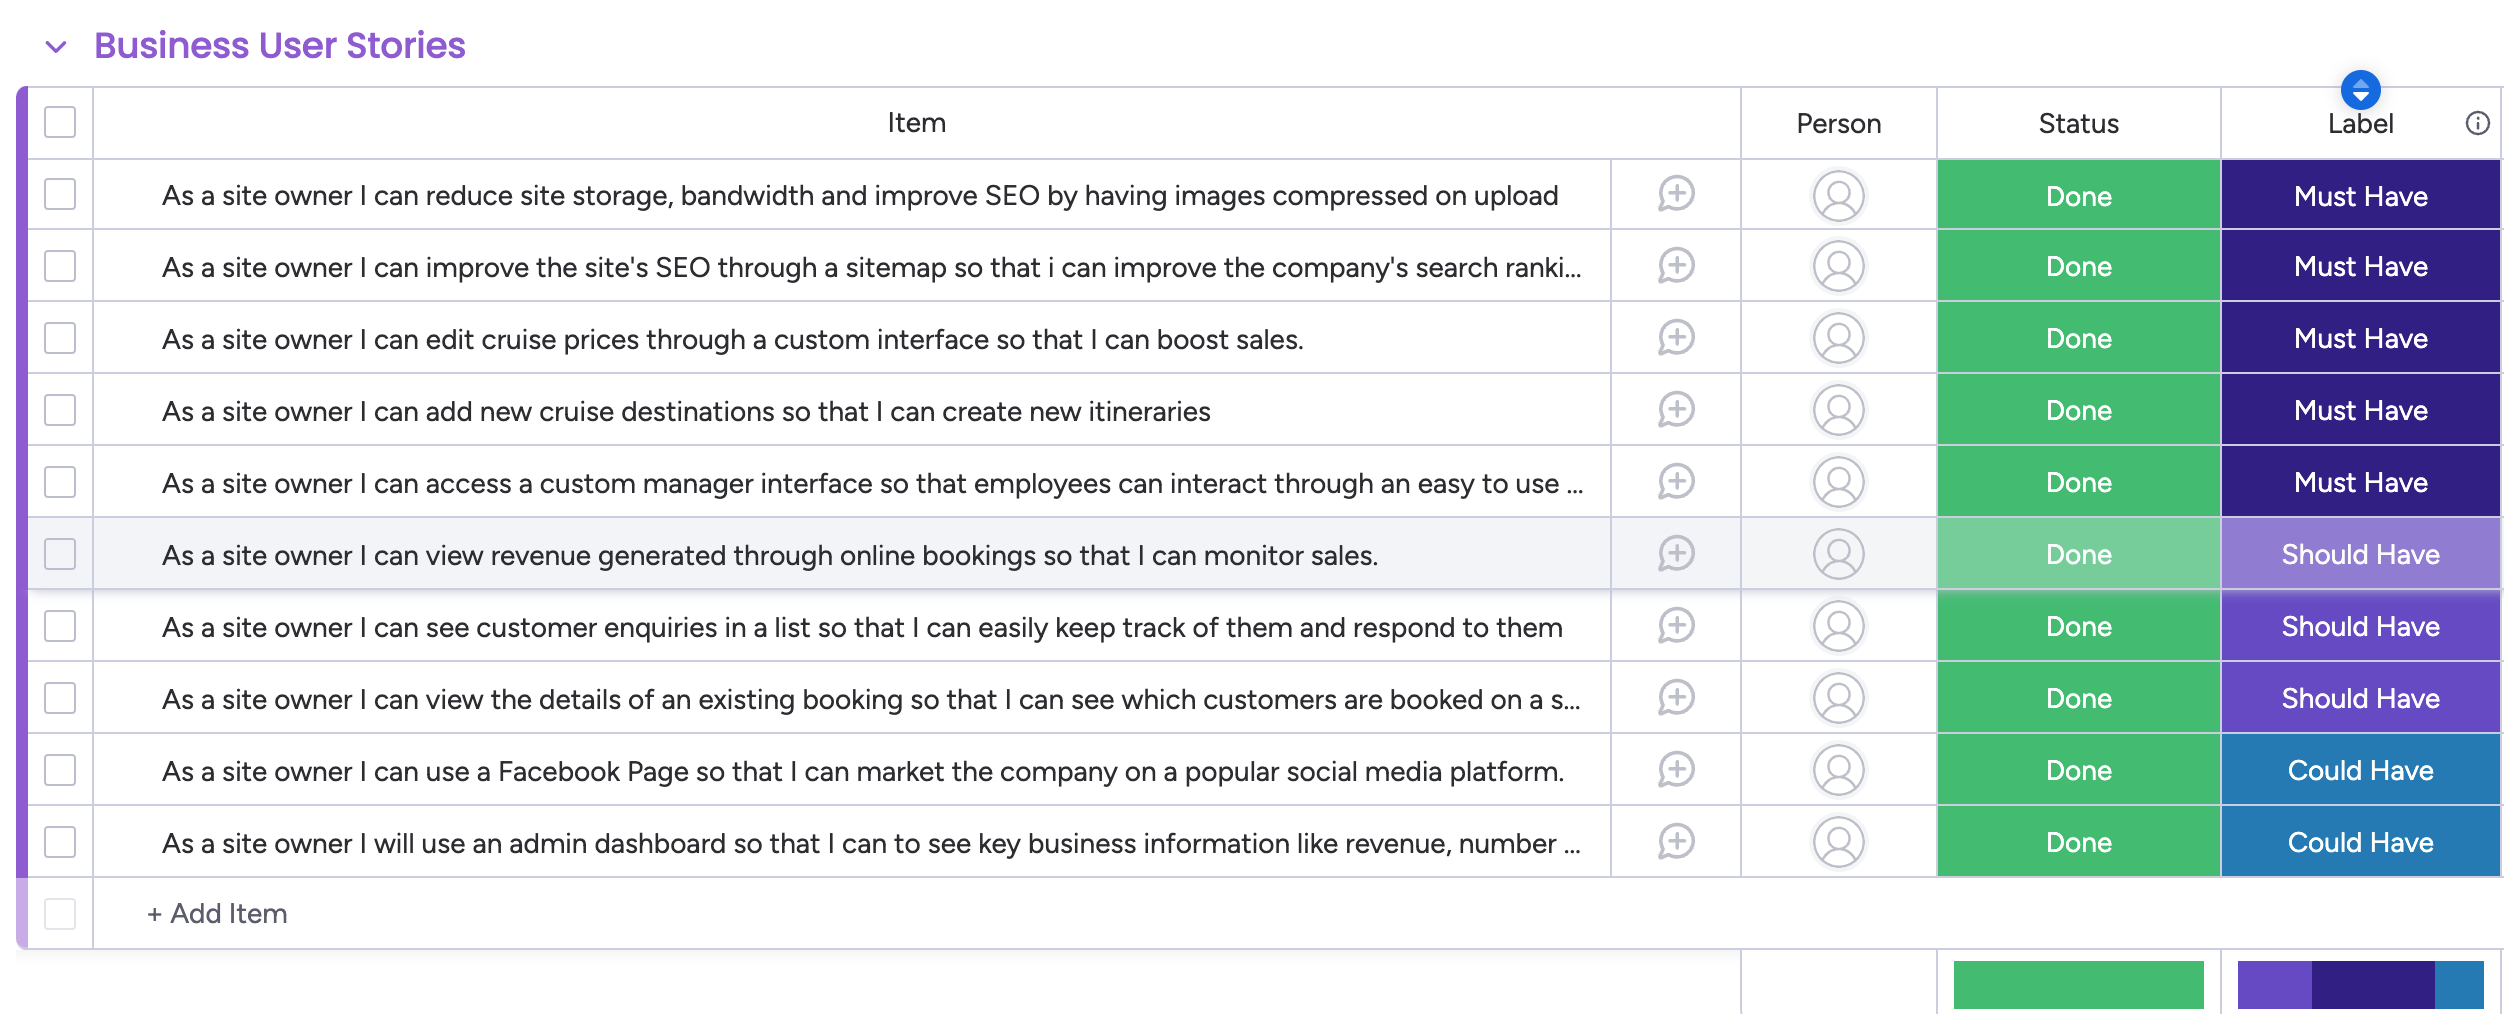 Business User Stories
Item Person Status Label
As a site owner I can reduce site storage, bandwidth and improve SEO by having images compressed on upload Done Must Have
As a site owner I can improve the site's SEO through a sitemap so that i can improve the company's search ranki... Done Must Have
As a site owner I can edit cruise prices through a custom interface so that I can boost sales. Done Must Have
As a site owner I can add new cruise destinations so that I can create new itineraries Done Must Have
As a site owner I can access a custom manager interface so that employees can interact through an easy to use ... Done Must Have
As a site owner I can view revenue generated through online bookings so that I can monitor sales. Done Should Have
As a site owner I can see customer enquiries in a list so that I can easily keep track of them and respond to them Done Should Have
As a site owner I can view the details of an existing booking so that I can see which customers are booked on a s... Done Should Have
As a site owner I can use a Facebook Page so that I can market the company on a popular social media platform. Done Could Have
As a site owner I will use an admin dashboard so that I can to see key business information like revenue, number ... Done Could Have
+ Add Item